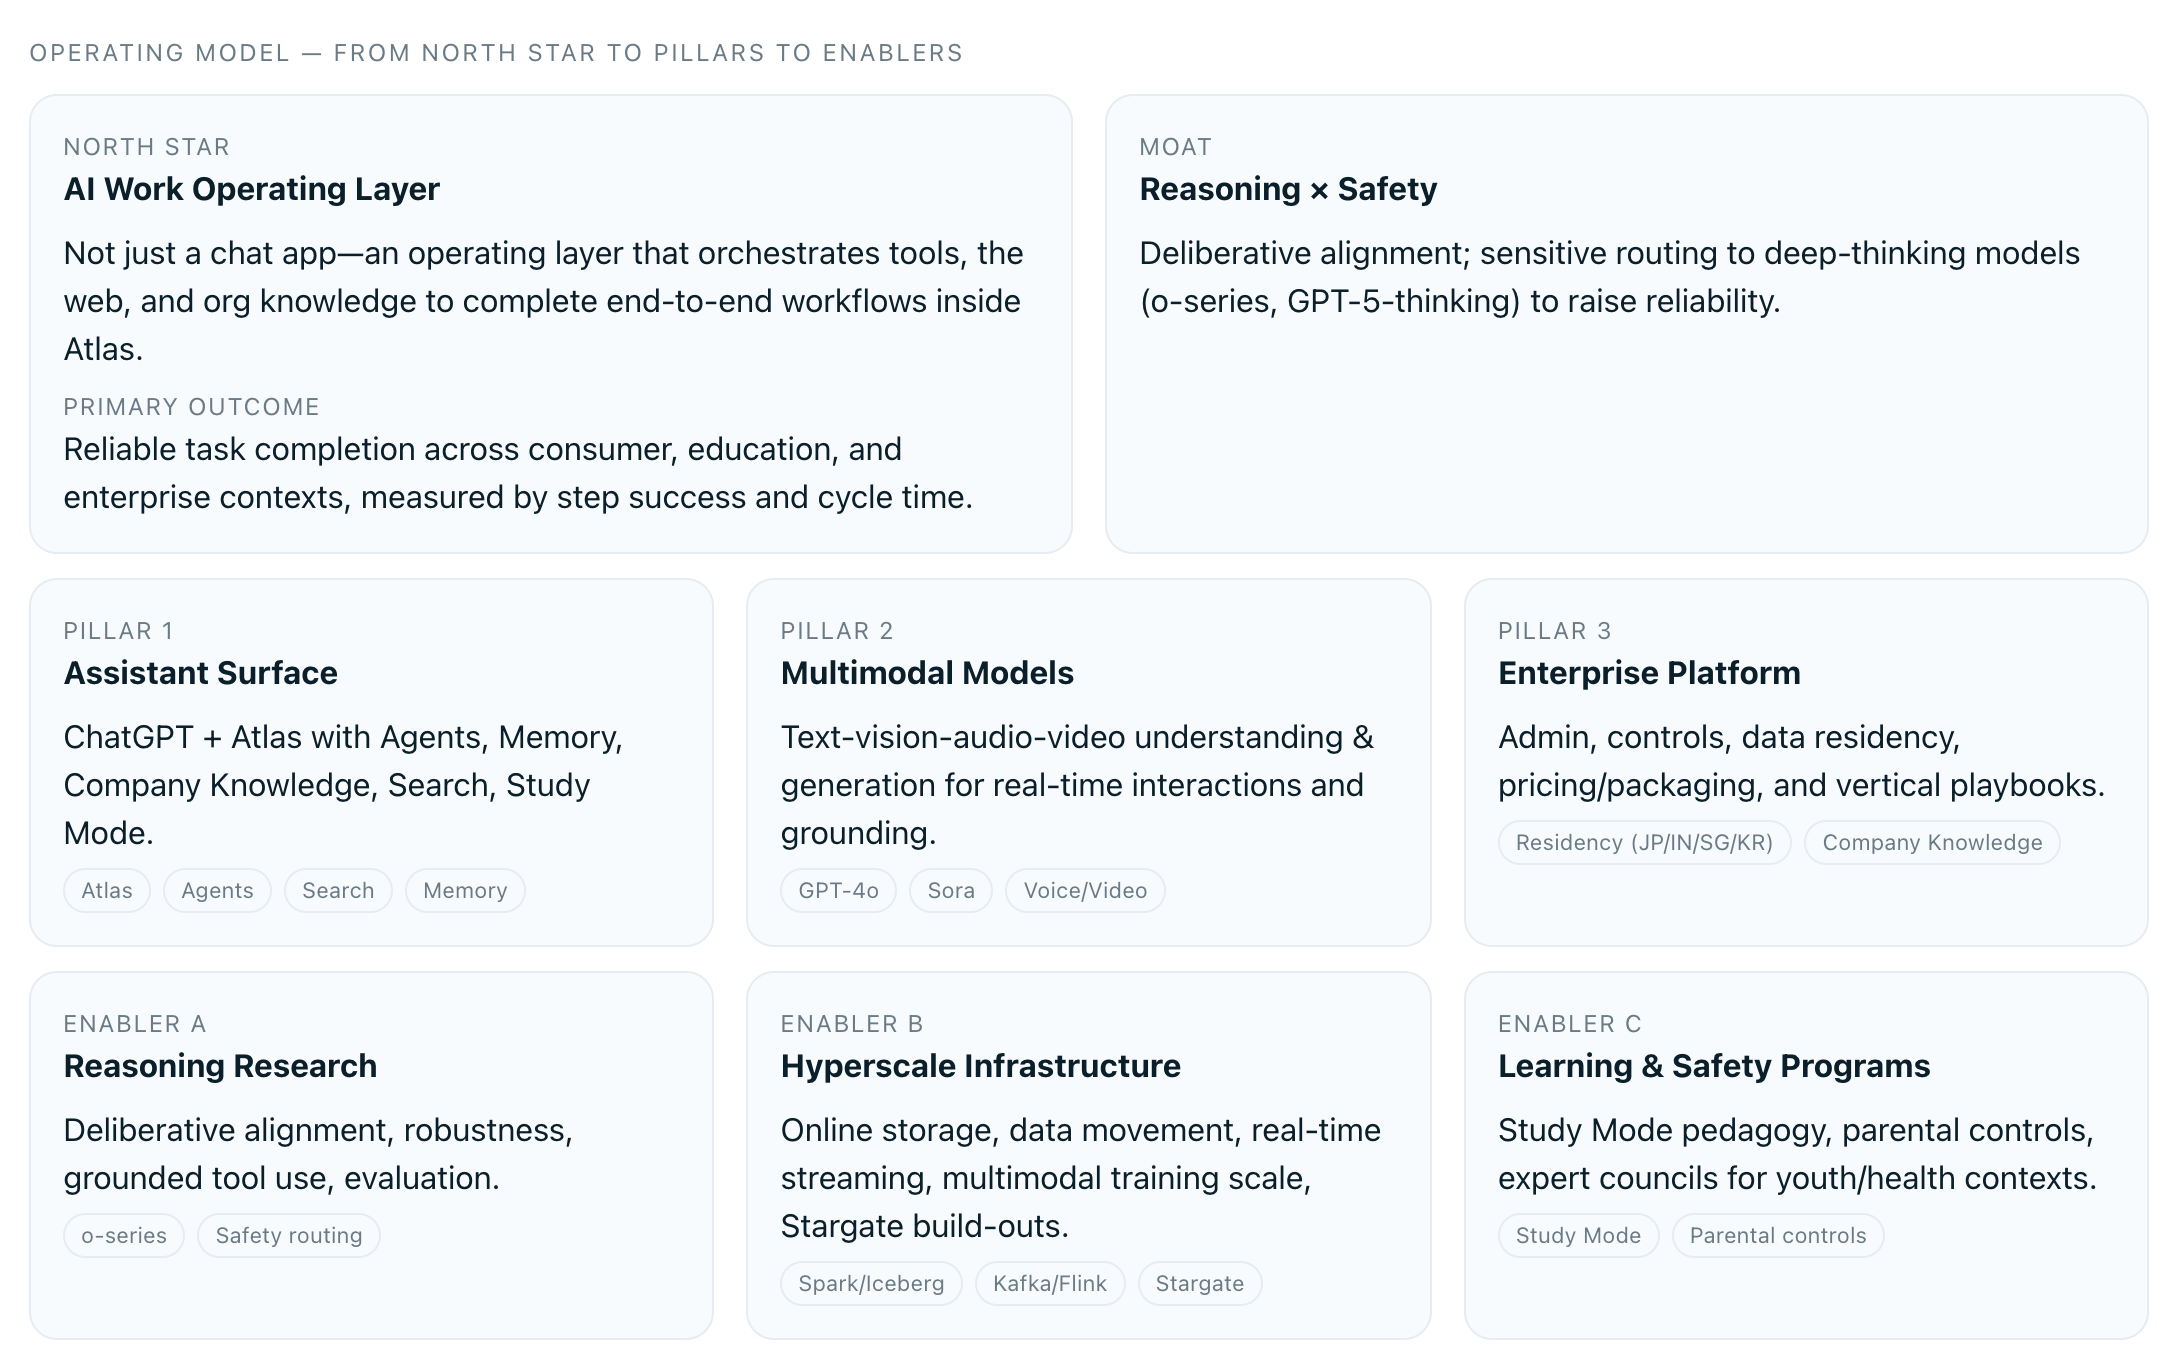 OPERATING MODEL — FROM NORTH STAR TO PILLARS TO ENABLERS
NORTH STAR
AI Work Operating Layer
Not just a chat app—an operating layer that orchestrates tools, the
web, and org knowledge to complete end-to-end workflows inside
Atlas.
PRIMARY OUTCOME
Reliable task completion across consumer, education, and
enterprise contexts, measured by step success and cycle time.
MOAT
Reasoning × Safety
Deliberative alignment; sensitive routing to deep-thinking models
(o-series, GPT-5-thinking) to raise reliability.
PILLAR 1
Assistant Surface
ChatGPT + Atlas with Agents, Memory,
Company Knowledge, Search, Study
Mode.
Atlas Agents Search Memory
PILLAR 2
Multimodal Models
Text-vision-audio-video understanding &
generation for real-time interactions and
grounding.
GPT-4o Sora Voice/Video
PILLAR 3
Enterprise Platform
Admin, controls, data residency,
pricing/packaging, and vertical playbooks.
Residency (JP/IN/SG/KR) Company Knowledge
ENABLER A
Reasoning Research
Deliberative alignment, robustness,
grounded tool use, evaluation.
o-series Safety routing
ENABLER B
Hyperscale Infrastructure
Online storage, data movement, real-time
streaming, multimodal training scale,
Stargate build-outs.
Spark/Iceberg Kafka/Flink Stargate
ENABLER C
Learning & Safety Programs
Study Mode pedagogy, parental controls,
expert councils for youth/health contexts.
Study Mode Parental controls